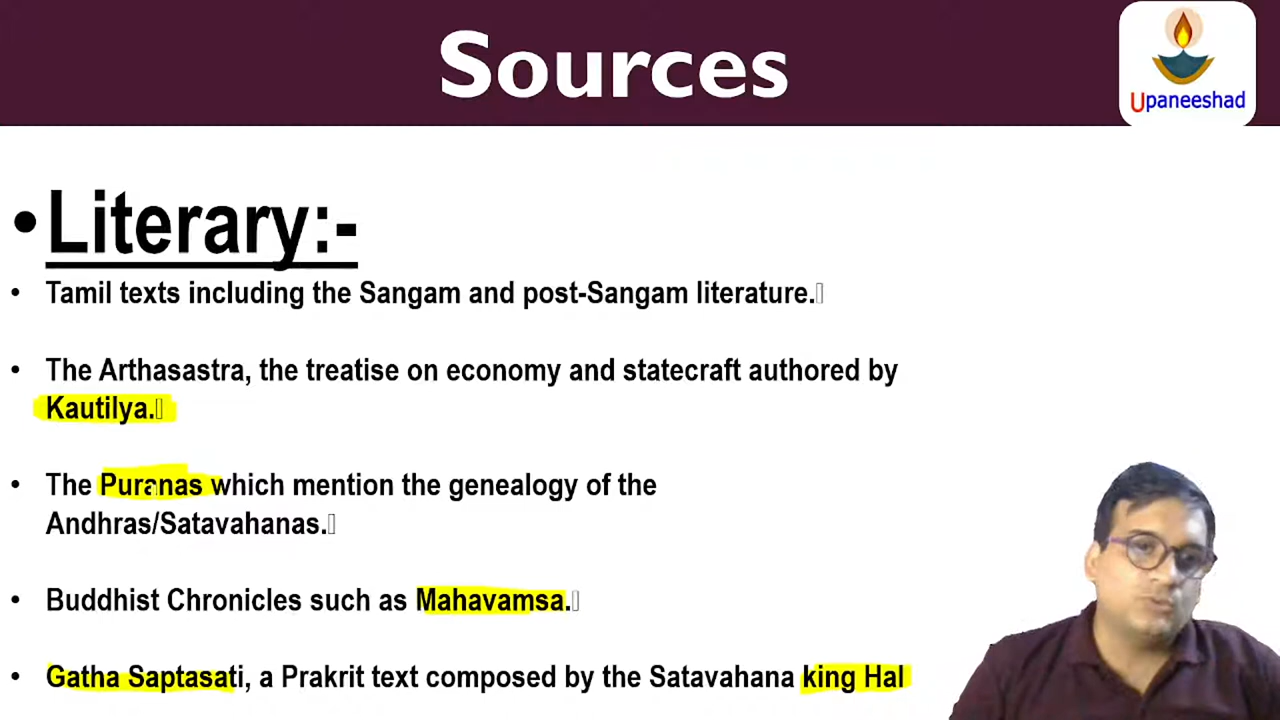 Sources
Upaneeshad
•Literary:-
• Tamil texts including the Sangam and post-Sangam literature.
• The Arthasastra, the treatise on economy and statecraft authored by
Kautilya.
• The Puranas which mention the genealogy of the
Andhras/Satavahanas.
• Buddhist Chronicles such as Mahavamsa.
• Gatha Saptasati, a Prakrit text composed by the Satavahana king Hal